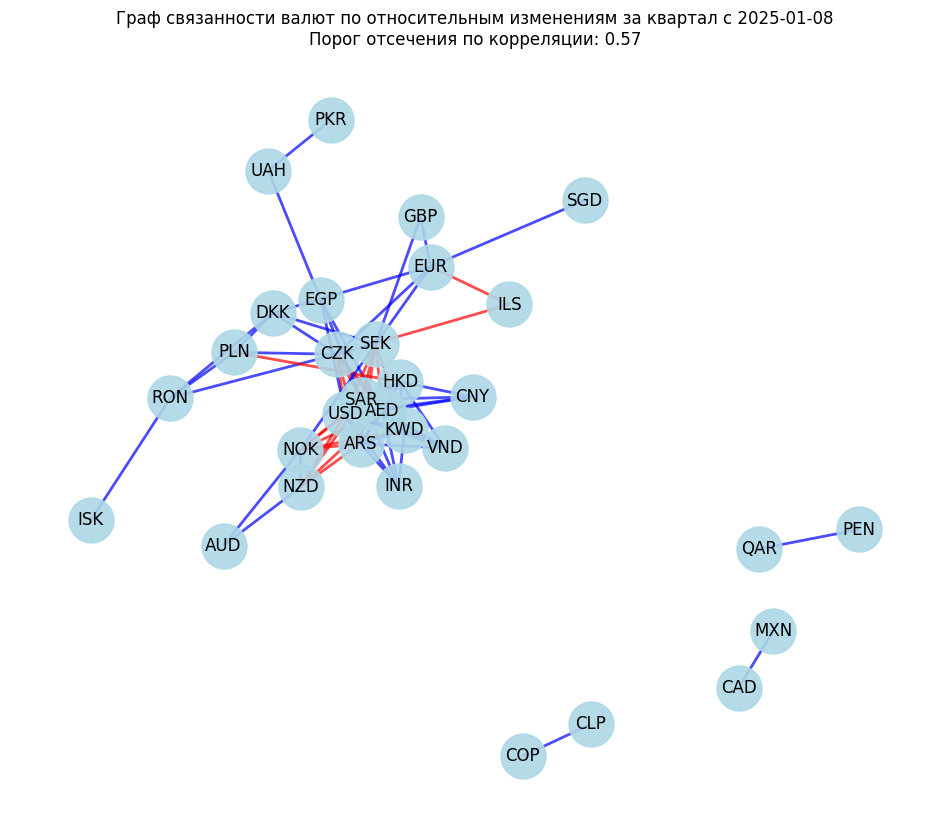 Граф связанности валют по относительным изменениям за квартал с 2025-01-08
Порог отсечения по корреляции: 0.57
PKR
UAH
SGD
GBP
EUR
EGP
ILS
DKK
SEK
PLN
CZK
HKD
RON
CNY
SAR
AED
USD
KWD
ARS
VND
NOK
NZD
INR
ISK
AUD
PEN
QAR
MXN
CAD
CLP
COP